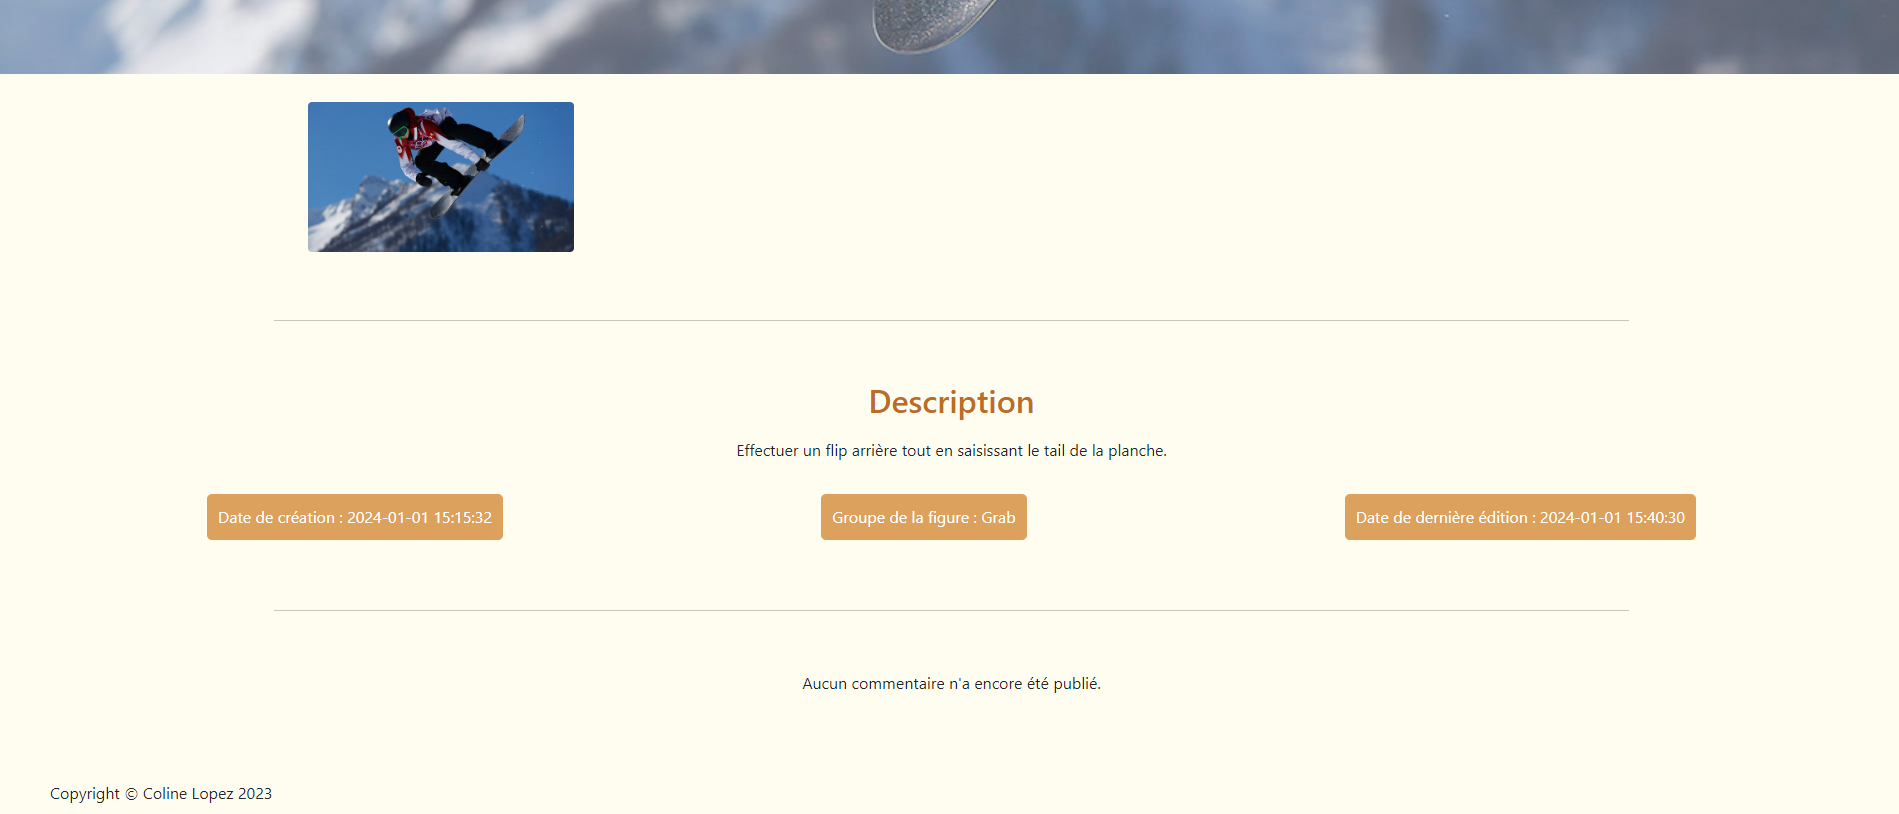 Description
Effectuer un flip arrière tout en saisissant le tail de la planche.
Date de création : 2024-01-01 15:15:32
Groupe de la figure : Grab
Date de dernière édition : 2024-01-01 15:40:30
Aucun commentaire n'a encore été publié.
Copyright © Coline Lopez 2023